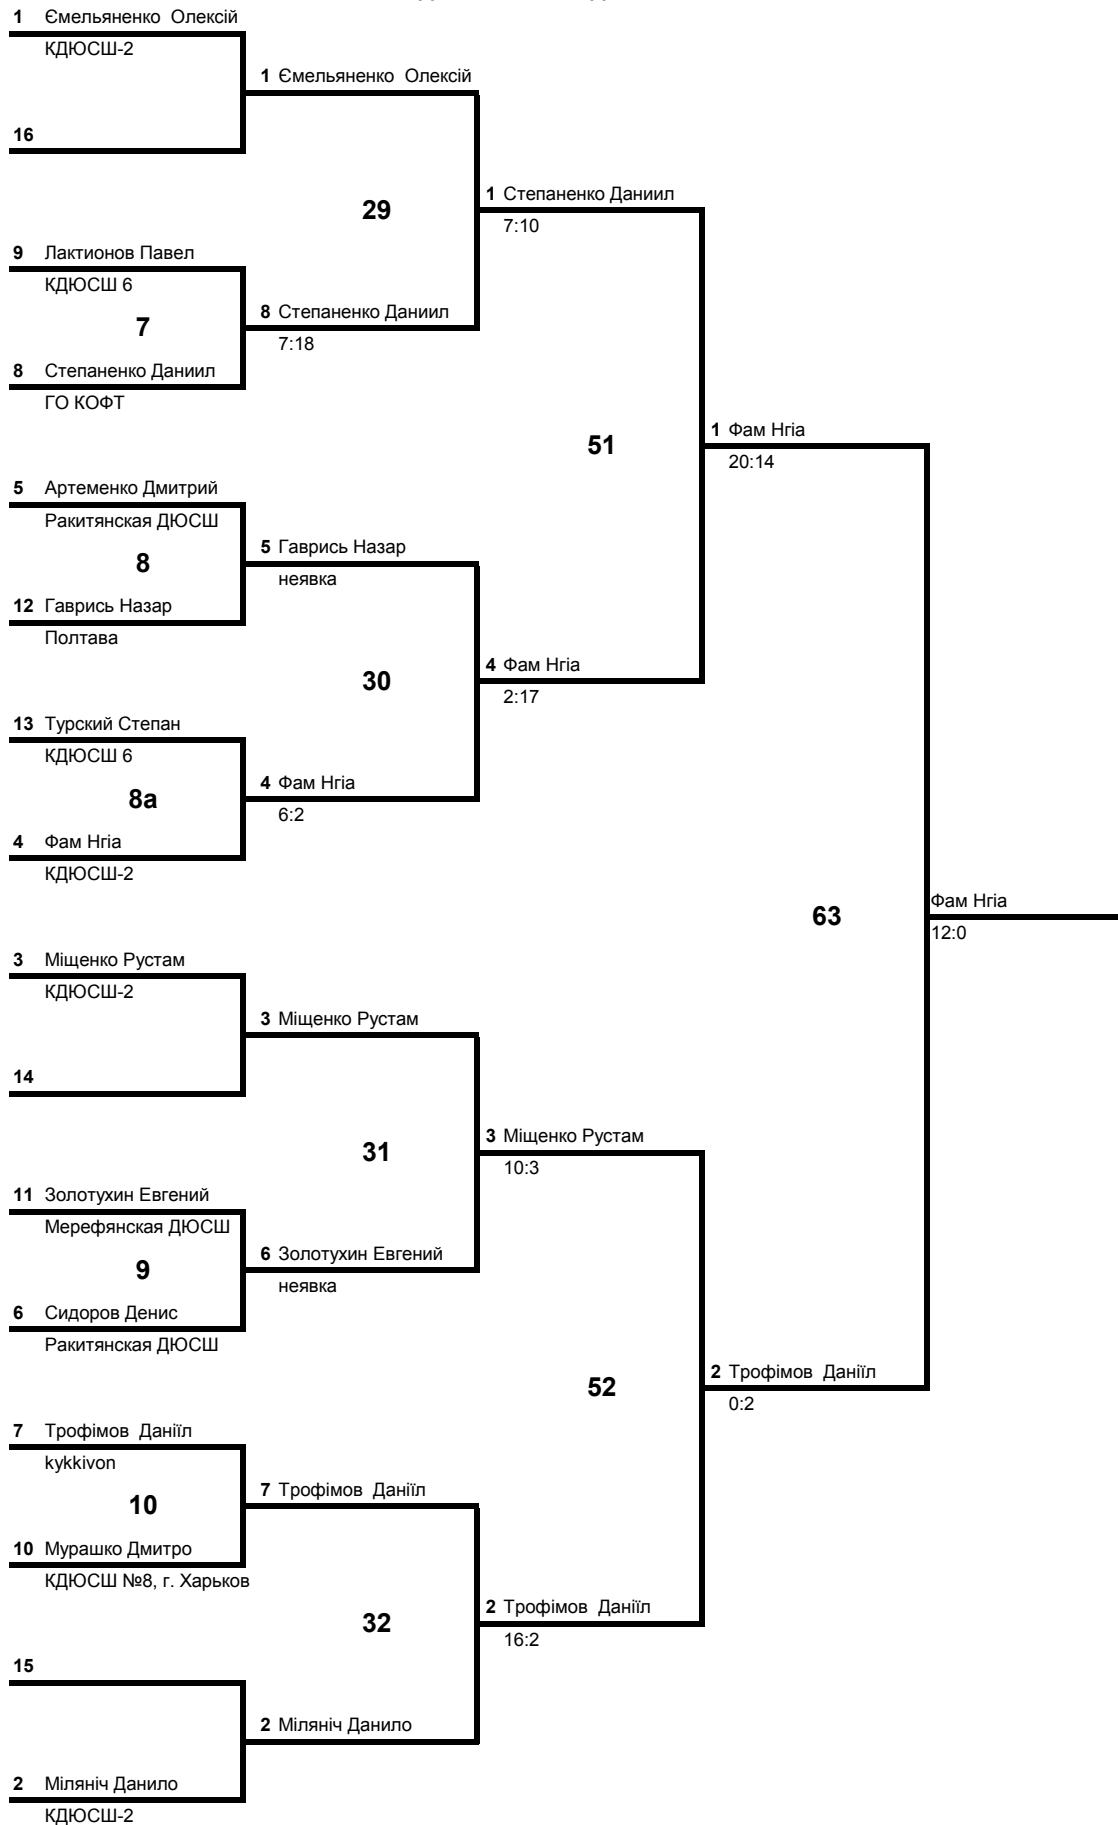 1 Ємельяненко Олексій
КДЮСШ-2
1 Ємельяненко Олексій
16
1 Степаненко Даниил
29
7:10
9 Лактионов Павел
КДЮСШ 6
8 Степаненко Даниил
7
7:18
8 Степаненко Даниил
ГО КОФТ
1 Фам Нгіа
51
20:14
5 Артеменко Дмитрий
Ракитянская ДЮСШ
5 Гаврись Назар
8
неявка
12 Гаврись Назар
Полтава
4 Фам Нгіа
30
2:17
13 Турский Степан
КДЮСШ 6
4 Фам Нгіа
8а
6:2
4 Фам Нгіа
КДЮСШ-2
Фам Нгіа
63
12:0
3 Міщенко Рустам
КДЮСШ-2
3 Міщенко Рустам
14
3 Міщенко Рустам
31
10:3
11 Золотухин Евгений
Мерефянская ДЮСШ
6 Золотухин Евгений
9
неявка
6 Сидоров Денис
Ракитянская ДЮСШ
2 Трофімов Даніїл
52
0:2
7 Трофімов Даніїл
kykkivon
7 Трофімов Даніїл
10
10 Мурашко Дмитро
КДЮСШ №8, г. Харьков
2 Трофімов Даніїл
32
16:2
15
2 Міляніч Данило
2 Міляніч Данило
КДЮСШ-2